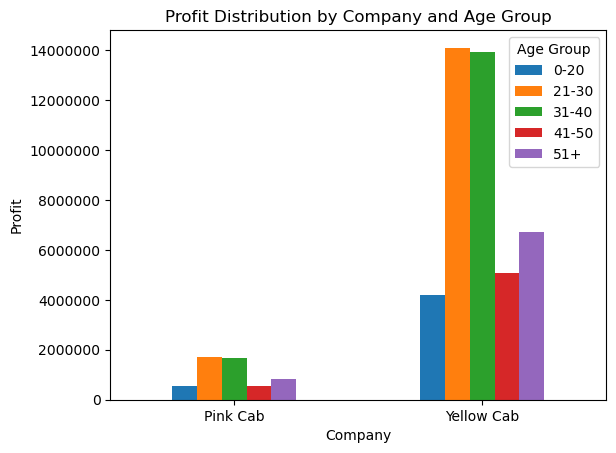 Profit Distribution by Company and Age Group
14000000
12000000
10000000
8000000
6000000
4000000
2000000
0
Profit
Age Group
0-20
21-30
31-40
41-50
51+
Pink Cab
Yellow Cab
Company